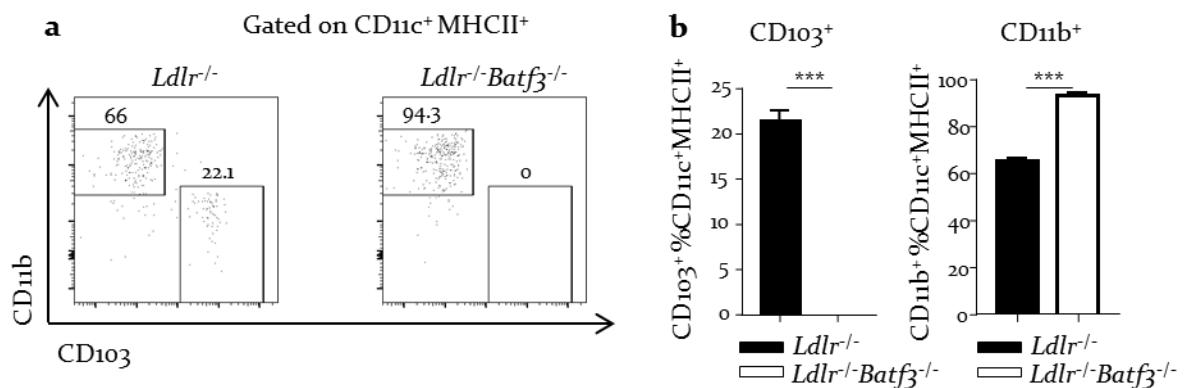 a
Gated on CD11c⁺ MHCII⁺
Ldlr⁻/⁻
Ldlr⁻/⁻Batf3⁻/⁻
66
22.1
94.3
0
CD11b
CD103
b
CD103⁺
CD11b⁺
***
***
CD103⁺%CD11c⁺MHCII⁺
25
20
15
10
5
0
CD11b⁺%CD11c⁺MHCII⁺
100
80
60
40
20
0
Ldlr⁻/⁻
Ldlr⁻/⁻Batf3⁻/⁻
Ldlr⁻/⁻
Ldlr⁻/⁻Batf3⁻/⁻